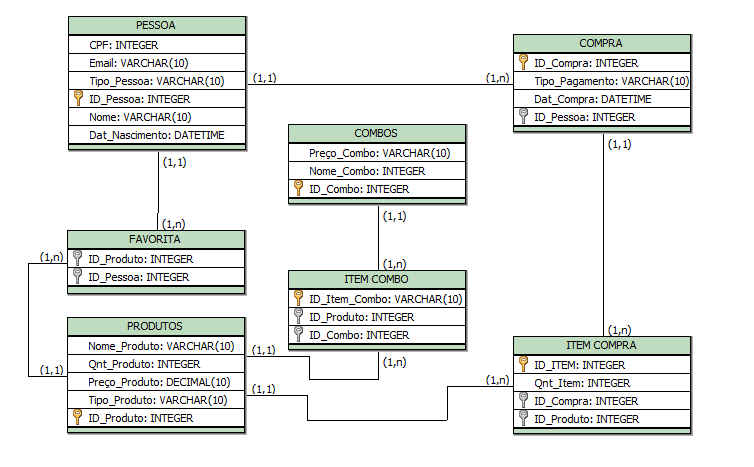 PESSOA
CPF: INTEGER
Email: VARCHAR(10)
Tipo_Pessoa: VARCHAR(10)
ID_Pessoa: INTEGER
Nome: VARCHAR(10)
Dat_Nascimento: DATETIME
(1,1)
(1,n)
COMPRA
ID_Compra: INTEGER
Tipo_Pagamento: VARCHAR(10)
Dat_Compra: DATETIME
ID_Pessoa: INTEGER
COMBOS
Preço_Combo: VARCHAR(10)
Nome_Combo: INTEGER
ID_Combo: INTEGER
(1,1)
(1,n)
(1,1)
(1,n)
(1,1)
(1,n)
FAVORITA
ID_Produto: INTEGER
ID_Pessoa: INTEGER
(1,n)
(1,1)
ITEM COMBO
ID_Item_Combo: VARCHAR(10)
ID_Produto: INTEGER
ID_Combo: INTEGER
PRODUTOS
Nome_Produto: VARCHAR(10)
Qnt_Produto: INTEGER
Preço_Produto: DECIMAL(10)
Tipo_Produto: VARCHAR(10)
ID_Produto: INTEGER
(1,1)
(1,n)
(1,1)
(1,n)
ITEM COMPRA
ID_ITEM: INTEGER
Qnt_Item: INTEGER
ID_Compra: INTEGER
ID_Produto: INTEGER